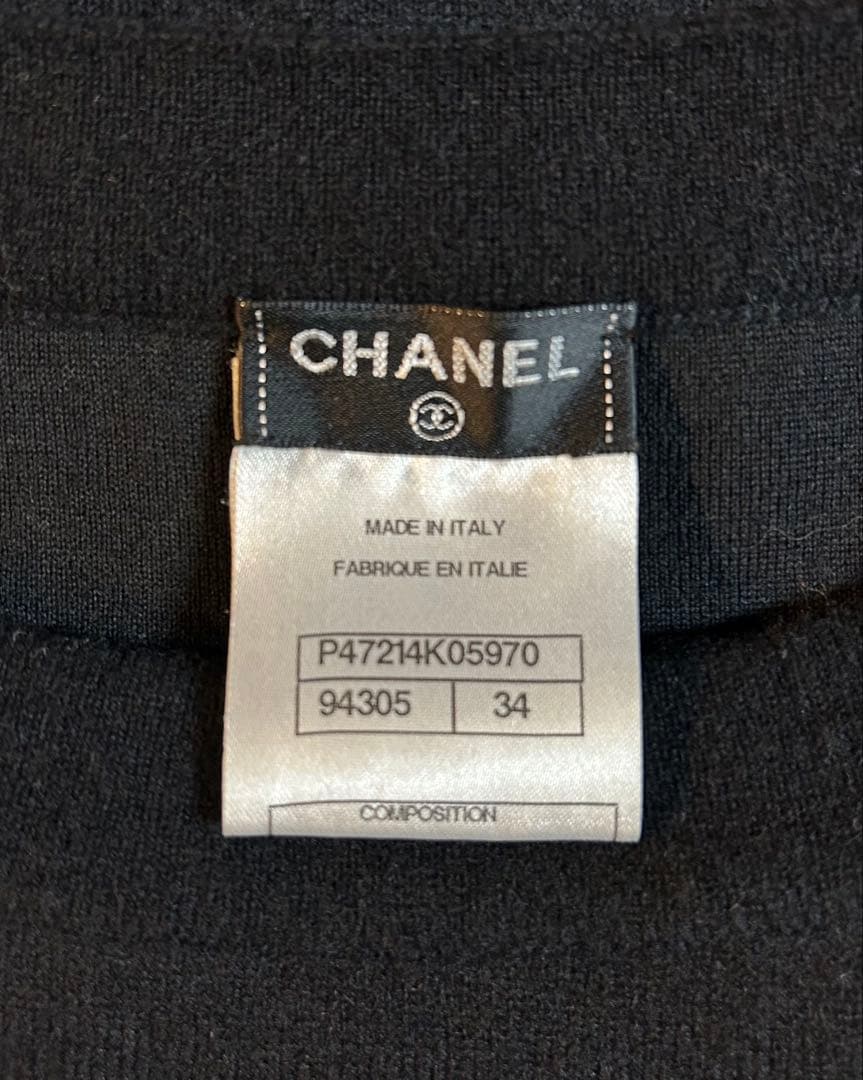 CHANEL
MADE IN ITALY
FABRIQUE EN ITALIE
P47214K05970
94305 34
COMPOSITION